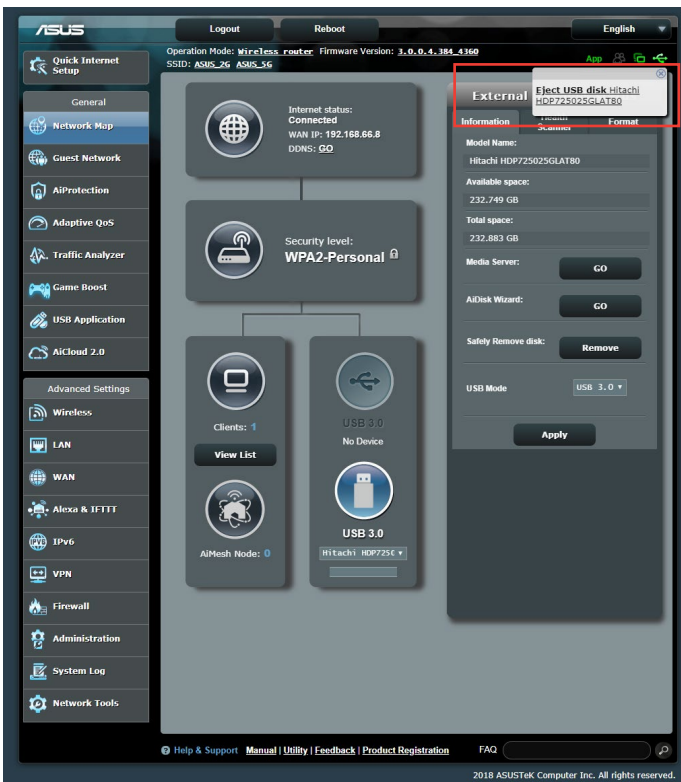 ASUS
Logout
Reboot
English
Quick Internet
Setup
Operation Mode: Wireless router Firmware Version: 3.0.0.4.384_4360
SSID: ASUS_2G ASUS_5G
App
General
Network Map
Guest Network
AiProtection
Adaptive QoS
Traffic Analyzer
Game Boost
USB Application
AiCloud 2.0
Advanced Settings
Wireless
LAN
WAN
Alexa & IFTTT
IPv6
VPN
Firewall
Administration
System Log
Network Tools
Internet status:
Connected
WAN IP: 192.168.66.8
DDNS: GO
Security level:
WPA2-Personal
Clients: 1
View List
AiMesh Node: 0
USB 3.0
No Device
USB 3.0
Hitachi HDP725
External
Eject USB disk Hitachi
HDP725025GLAT80
Information
Health
Scanner
Format
Model Name:
Hitachi HDP725025GLAT80
Available space:
232.749 GB
Total space:
232.883 GB
Media Server:
GO
AiDisk Wizard:
GO
Safely Remove disk:
Remove
USB Mode
USB 3.0
Apply
Help & Support Manual | Utility | Feedback | Product Registration
FAQ
2018 ASUSTeK Computer Inc. All rights reserved.